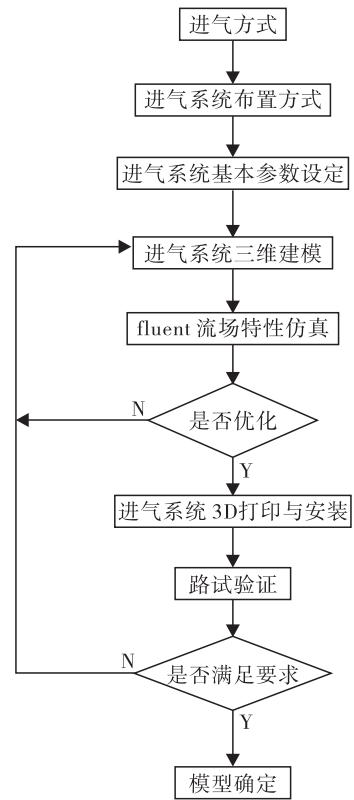 进气方式
进气系统布置方式
进气系统基本参数设定
进气系统三维建模
fluent 流场特性仿真
N
是否优化
Y
进气系统 3D打印与安装
路试验证
N
是否满足要求
Y
模型确定